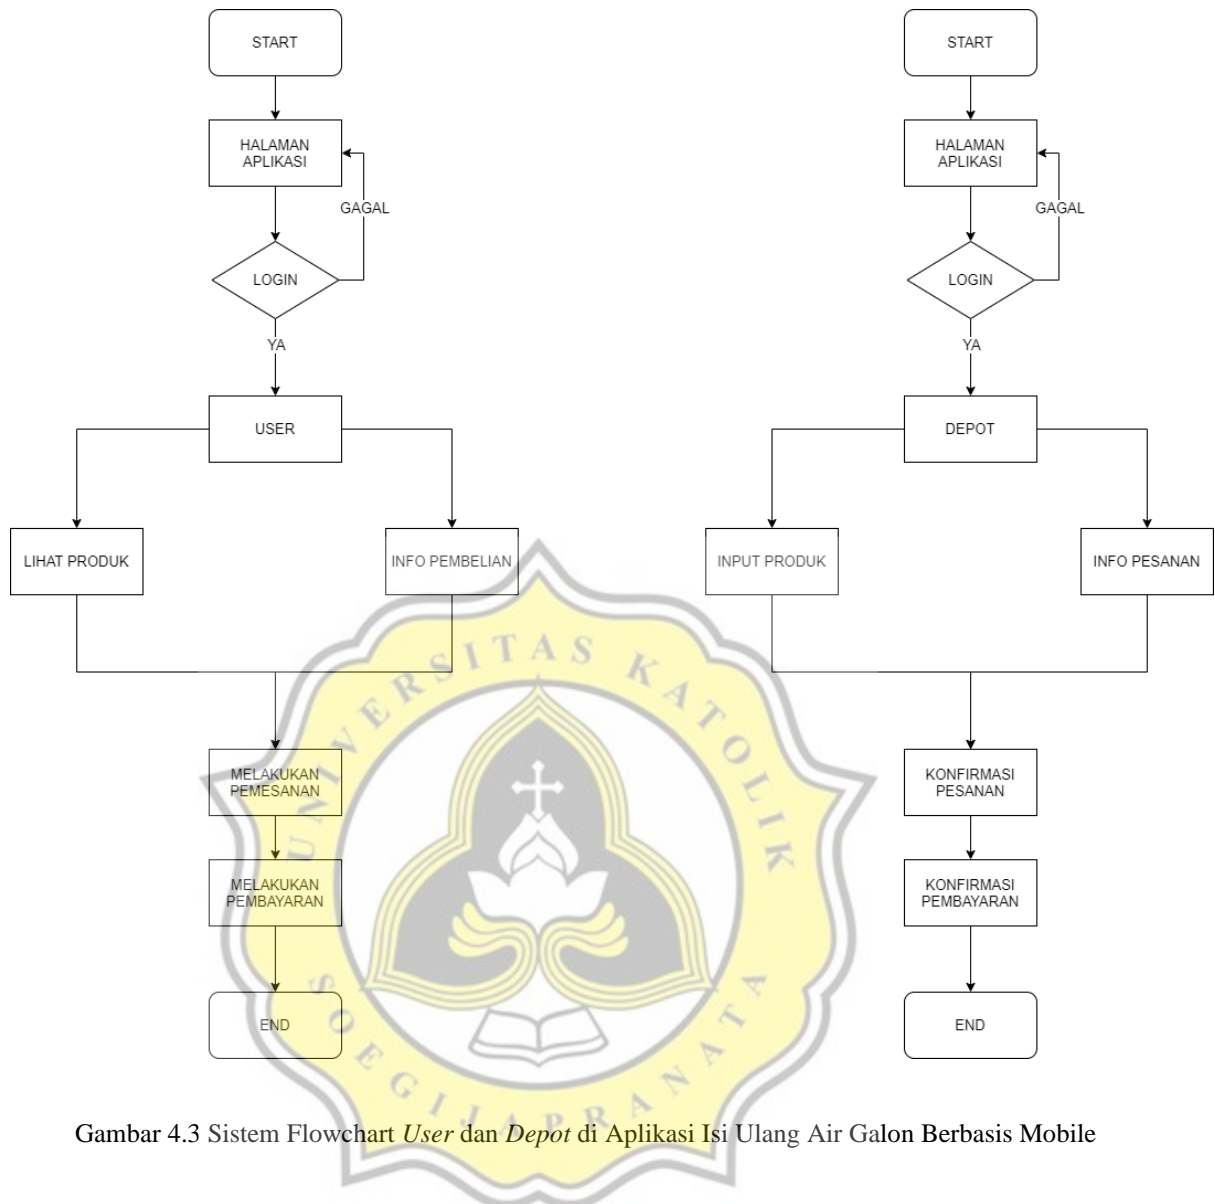 START
HALAMAN
APLIKASI
GAGAL
LOGIN
YA
USER
LIHAT PRODUK
INFO PEMBELIAN
MELAKUKAN
PEMESANAN
MELAKUKAN
PEMBAYARAN
END
START
HALAMAN
APLIKASI
GAGAL
LOGIN
YA
DEPOT
INPUT PRODUK
INFO PESANAN
KONFIRMASI
PESANAN
KONFIRMASI
PEMBAYARAN
END
UNIVERSITAS KATOLIK
SOEGIJAPRANATA
Gambar 4.3 Sistem Flowchart User dan Depot di Aplikasi Isi Ulang Air Galon Berbasis Mobile